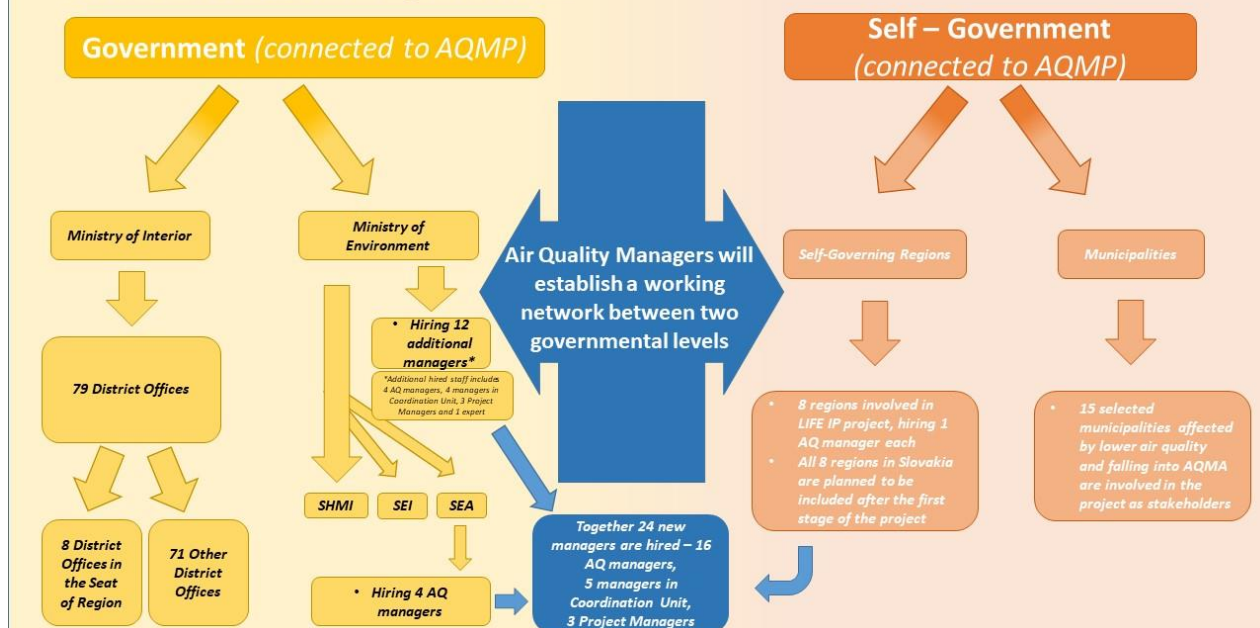 Government (connected to AQMP)
Self – Government
(connected to AQMP)
Ministry of Interior
Ministry of
Environment
Air Quality Managers will
establish a working
network between two
governmental levels
Self-Governing Regions
Municipalities
• Hiring 12
additional
managers*
*Additional hired staff includes
4 AQ managers, 4 managers in
Coordination Unit, 3 Project
Managers and 1 expert
79 District Offices
• 8 regions involved in
LIFE IP project, hiring 1
AQ manager each
• All 8 regions in Slovakia
are planned to be
included after the first
stage of the project
• 15 selected
municipalities affected
by lower air quality
and falling into AQMA
are involved in the
project as stakeholders
SHMI
SEI
SEA
8 District
Offices in
the Seat
of Region
71 Other
District
Offices
• Hiring 4 AQ
managers
Together 24 new
managers are hired – 16
AQ managers,
5 managers in
Coordination Unit,
3 Project Managers